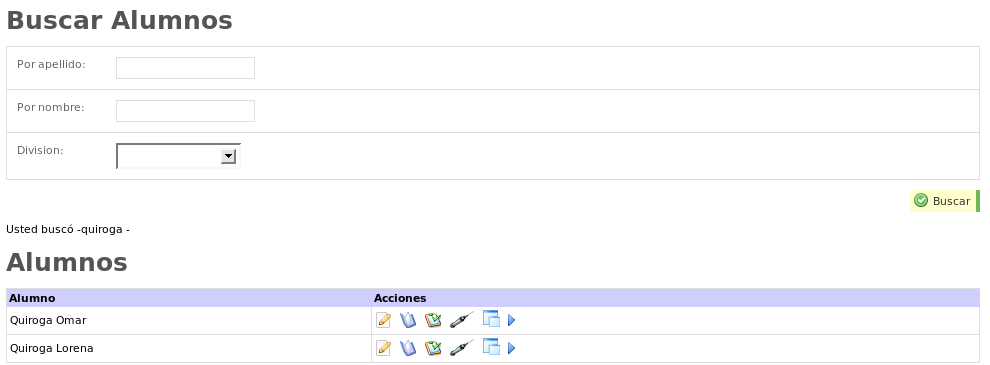 Buscar Alumnos
Por apellido:
Por nombre:
Division:
Buscar
Usted buscó -quiroga -
Alumnos
Alumno Acciones
Quiroga Omar
Quiroga Lorena